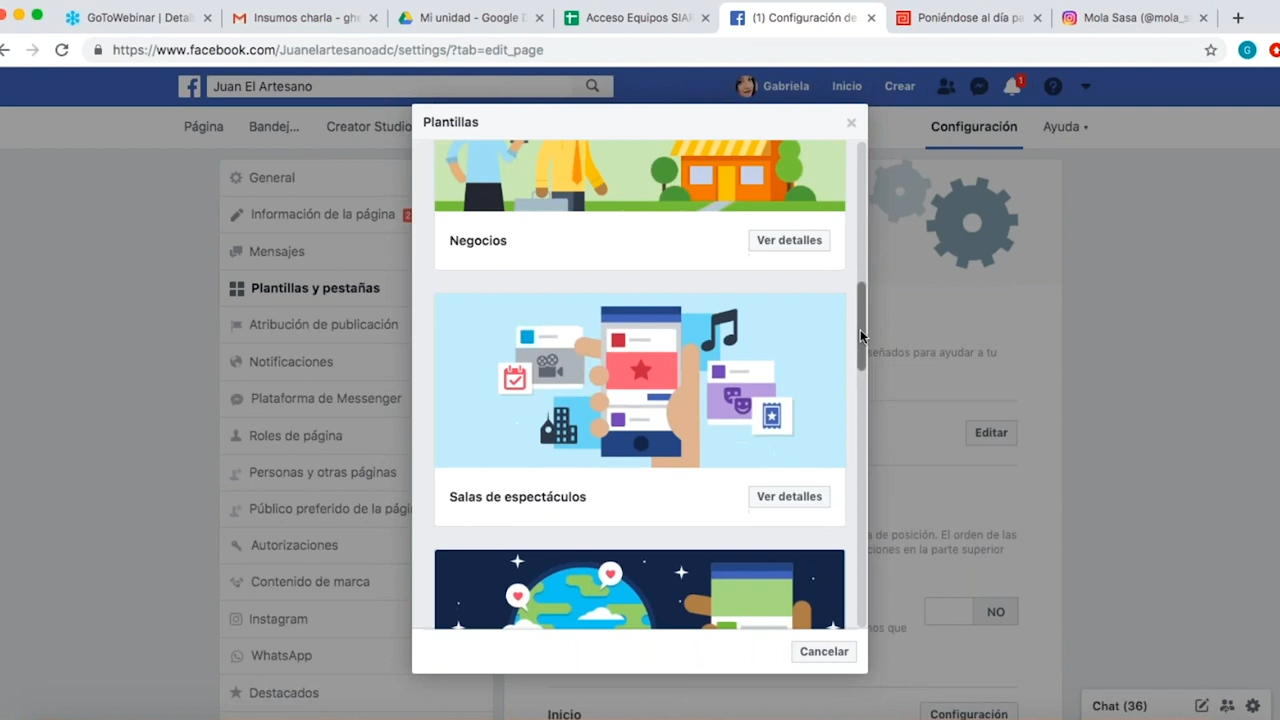 GoToWebinar | Detal
Insumos charla - ghe
Mi unidad - Google D
Acceso Equipos SIAR
(1) Configuración de
Poniéndose al día pa
Mola Sasa (@mola_s
https://www.facebook.com/Juanelartesanoadc/settings/?tab=edit_page
G
Juan El Artesano
Gabriela
Inicio
Crear
1
Página
Bandej...
Creator Studio
Configuración
Ayuda
Plantillas
General
Información de la página
2
Mensajes
Plantillas y pestañas
Atribución de publicación
Notificaciones
Plataforma de Messenger
Roles de página
Personas y otras páginas
Público preferido de la págin
Autorizaciones
Contenido de marca
Instagram
WhatsApp
Destacados
Negocios
Ver detalles
Salas de espectáculos
Ver detalles
Cancelar
señados para ayudar a tu
Editar
a de posición. El orden de las
ciones en la parte superior
NO
nos que
Inicio
Configuración
Chat (36)